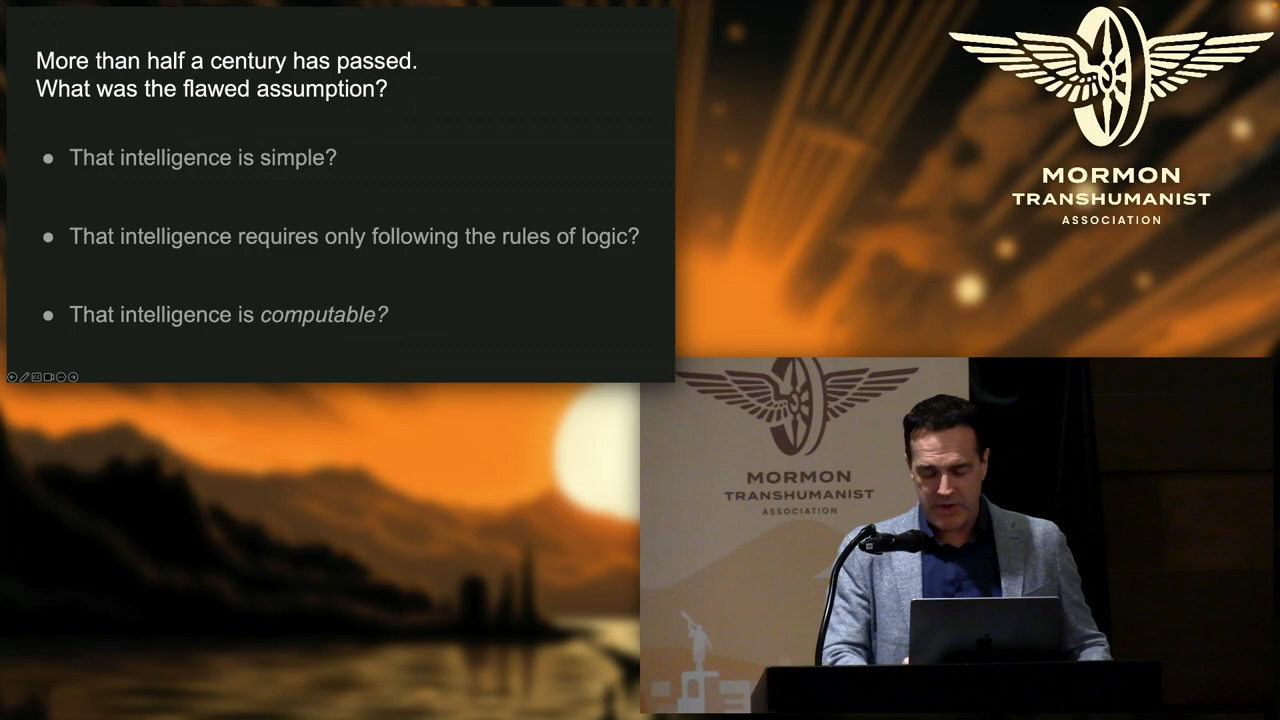 More than half a century has passed.
What was the flawed assumption?
● That intelligence is simple?
● That intelligence requires only following the rules of logic?
● That intelligence is computable?
MORMON
TRANSHUMANIST
ASSOCIATION
MORMON
TRANSHUMANIST
ASSOCIATION